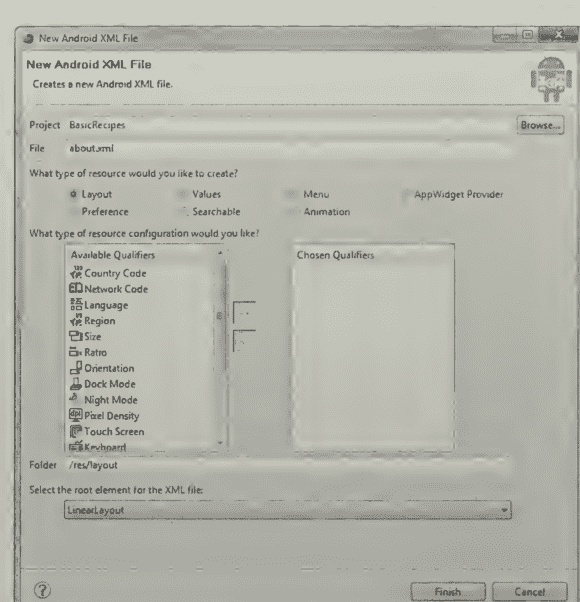 New Android XML File
New Android XML File
Creates a new Android XML file.
Project BasicRecipes Browse...
File about.xml
What type of resource would you like to create?
Layout Values Menu AppWidget Provider
Preference Searchable Animation
What type of resource configuration would you like?
Available Qualifiers Chosen Qualifiers
Country Code
Network Code
Language
Region
Size
Ratio
Orientation
Dock Mode
Night Mode
dpi Pixel Density
Touch Screen
Keyboard
Folder /res/layout
Select the root element for the XML file:
LinearLayout
? Finish Cancel